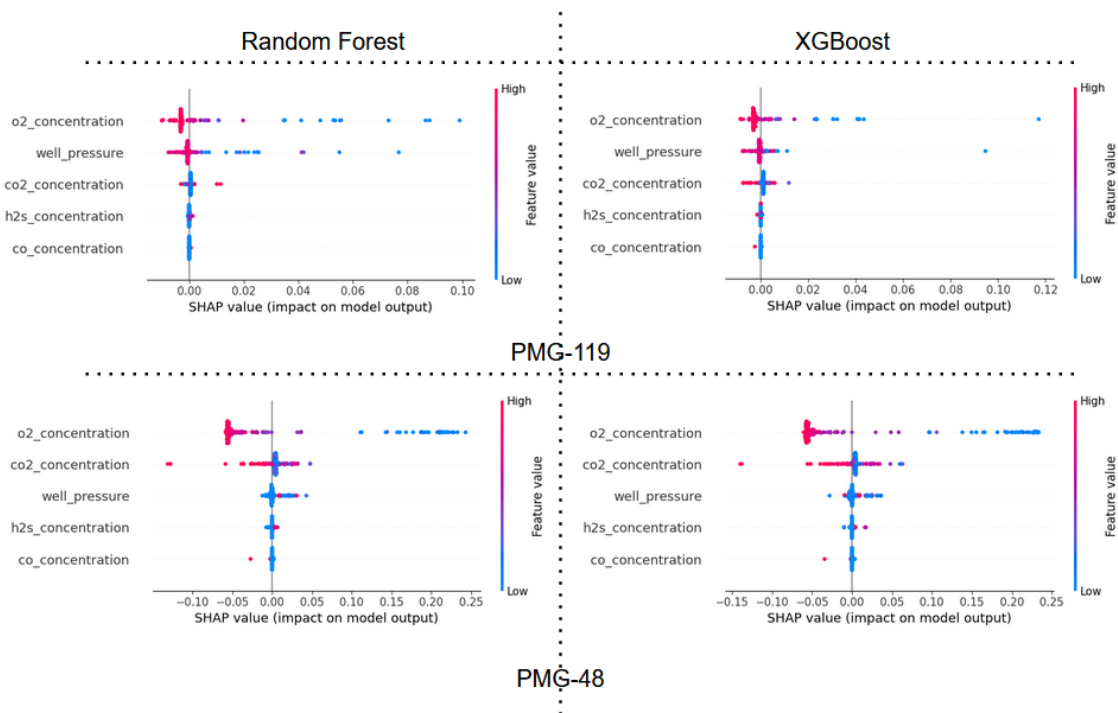 Random Forest
XGBoost
High
o2_concentration
well_pressure
co2_concentration
h2s_concentration
co_concentration
Feature value
Low
0.00 0.02 0.04 0.06 0.08 0.10
SHAP value (impact on model output)
High
o2_concentration
well_pressure
co2_concentration
h2s_concentration
co_concentration
Feature value
Low
0.00 0.02 0.04 0.06 0.08 0.10 0.12
SHAP value (impact on model output)
PMG-119
High
o2_concentration
co2_concentration
well_pressure
h2s_concentration
co_concentration
Feature value
Low
−0.10 −0.05 0.00 0.05 0.10 0.15 0.20 0.25
SHAP value (impact on model output)
High
o2_concentration
co2_concentration
well_pressure
h2s_concentration
co_concentration
Feature value
Low
−0.15 −0.10 −0.05 0.00 0.05 0.10 0.15 0.20 0.25
SHAP value (impact on model output)
PMG-48